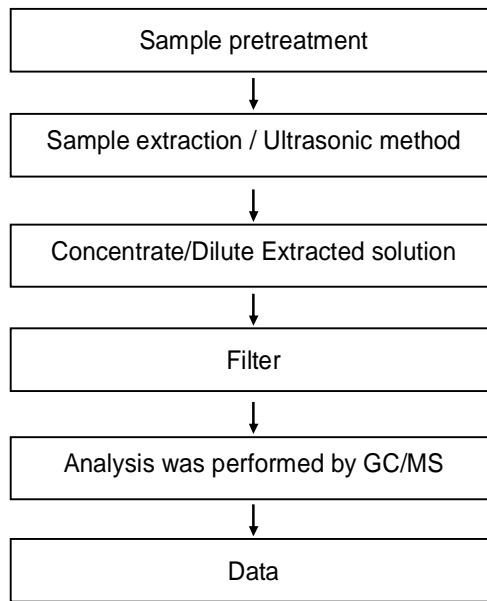 Sample pretreatment
Sample extraction / Ultrasonic method
Concentrate/Dilute Extracted solution
Filter
Analysis was performed by GC/MS
Data